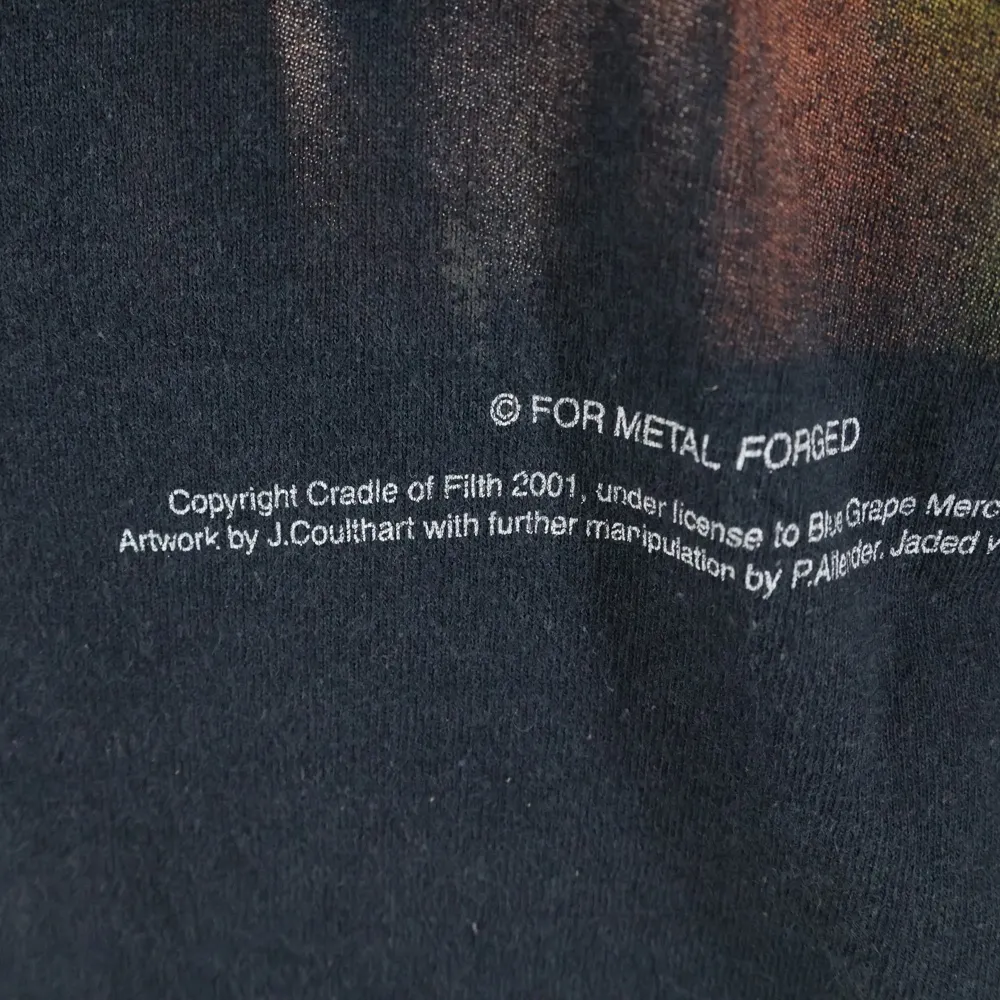 © FOR METAL FORGED
Copyright Cradle of Filth 2001, under license to Blue Grape Merc
Artwork by J.Coulthart with further manipulation by P.Allender. Jaded